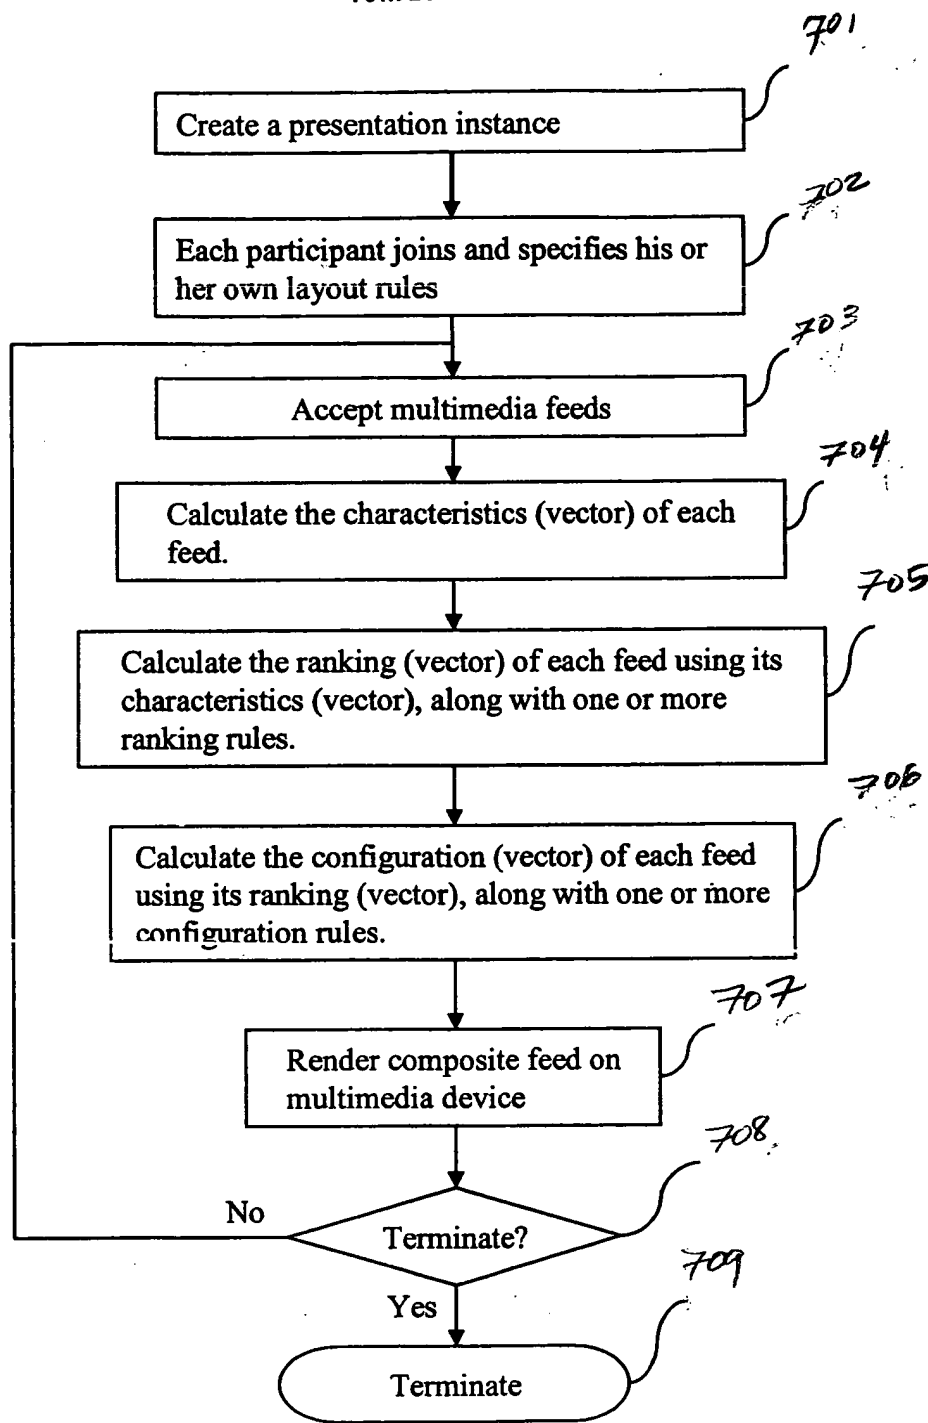 701
Create a presentation instance
702
Each participant joins and specifies his or
her own layout rules
703
Accept multimedia feeds
704
Calculate the characteristics (vector) of each
feed.
705
Calculate the ranking (vector) of each feed using its
characteristics (vector), along with one or more
ranking rules.
706
Calculate the configuration (vector) of each feed
using its ranking (vector), along with one or more
configuration rules.
707
Render composite feed on
multimedia device
708
No
Terminate?
709
Yes
Terminate